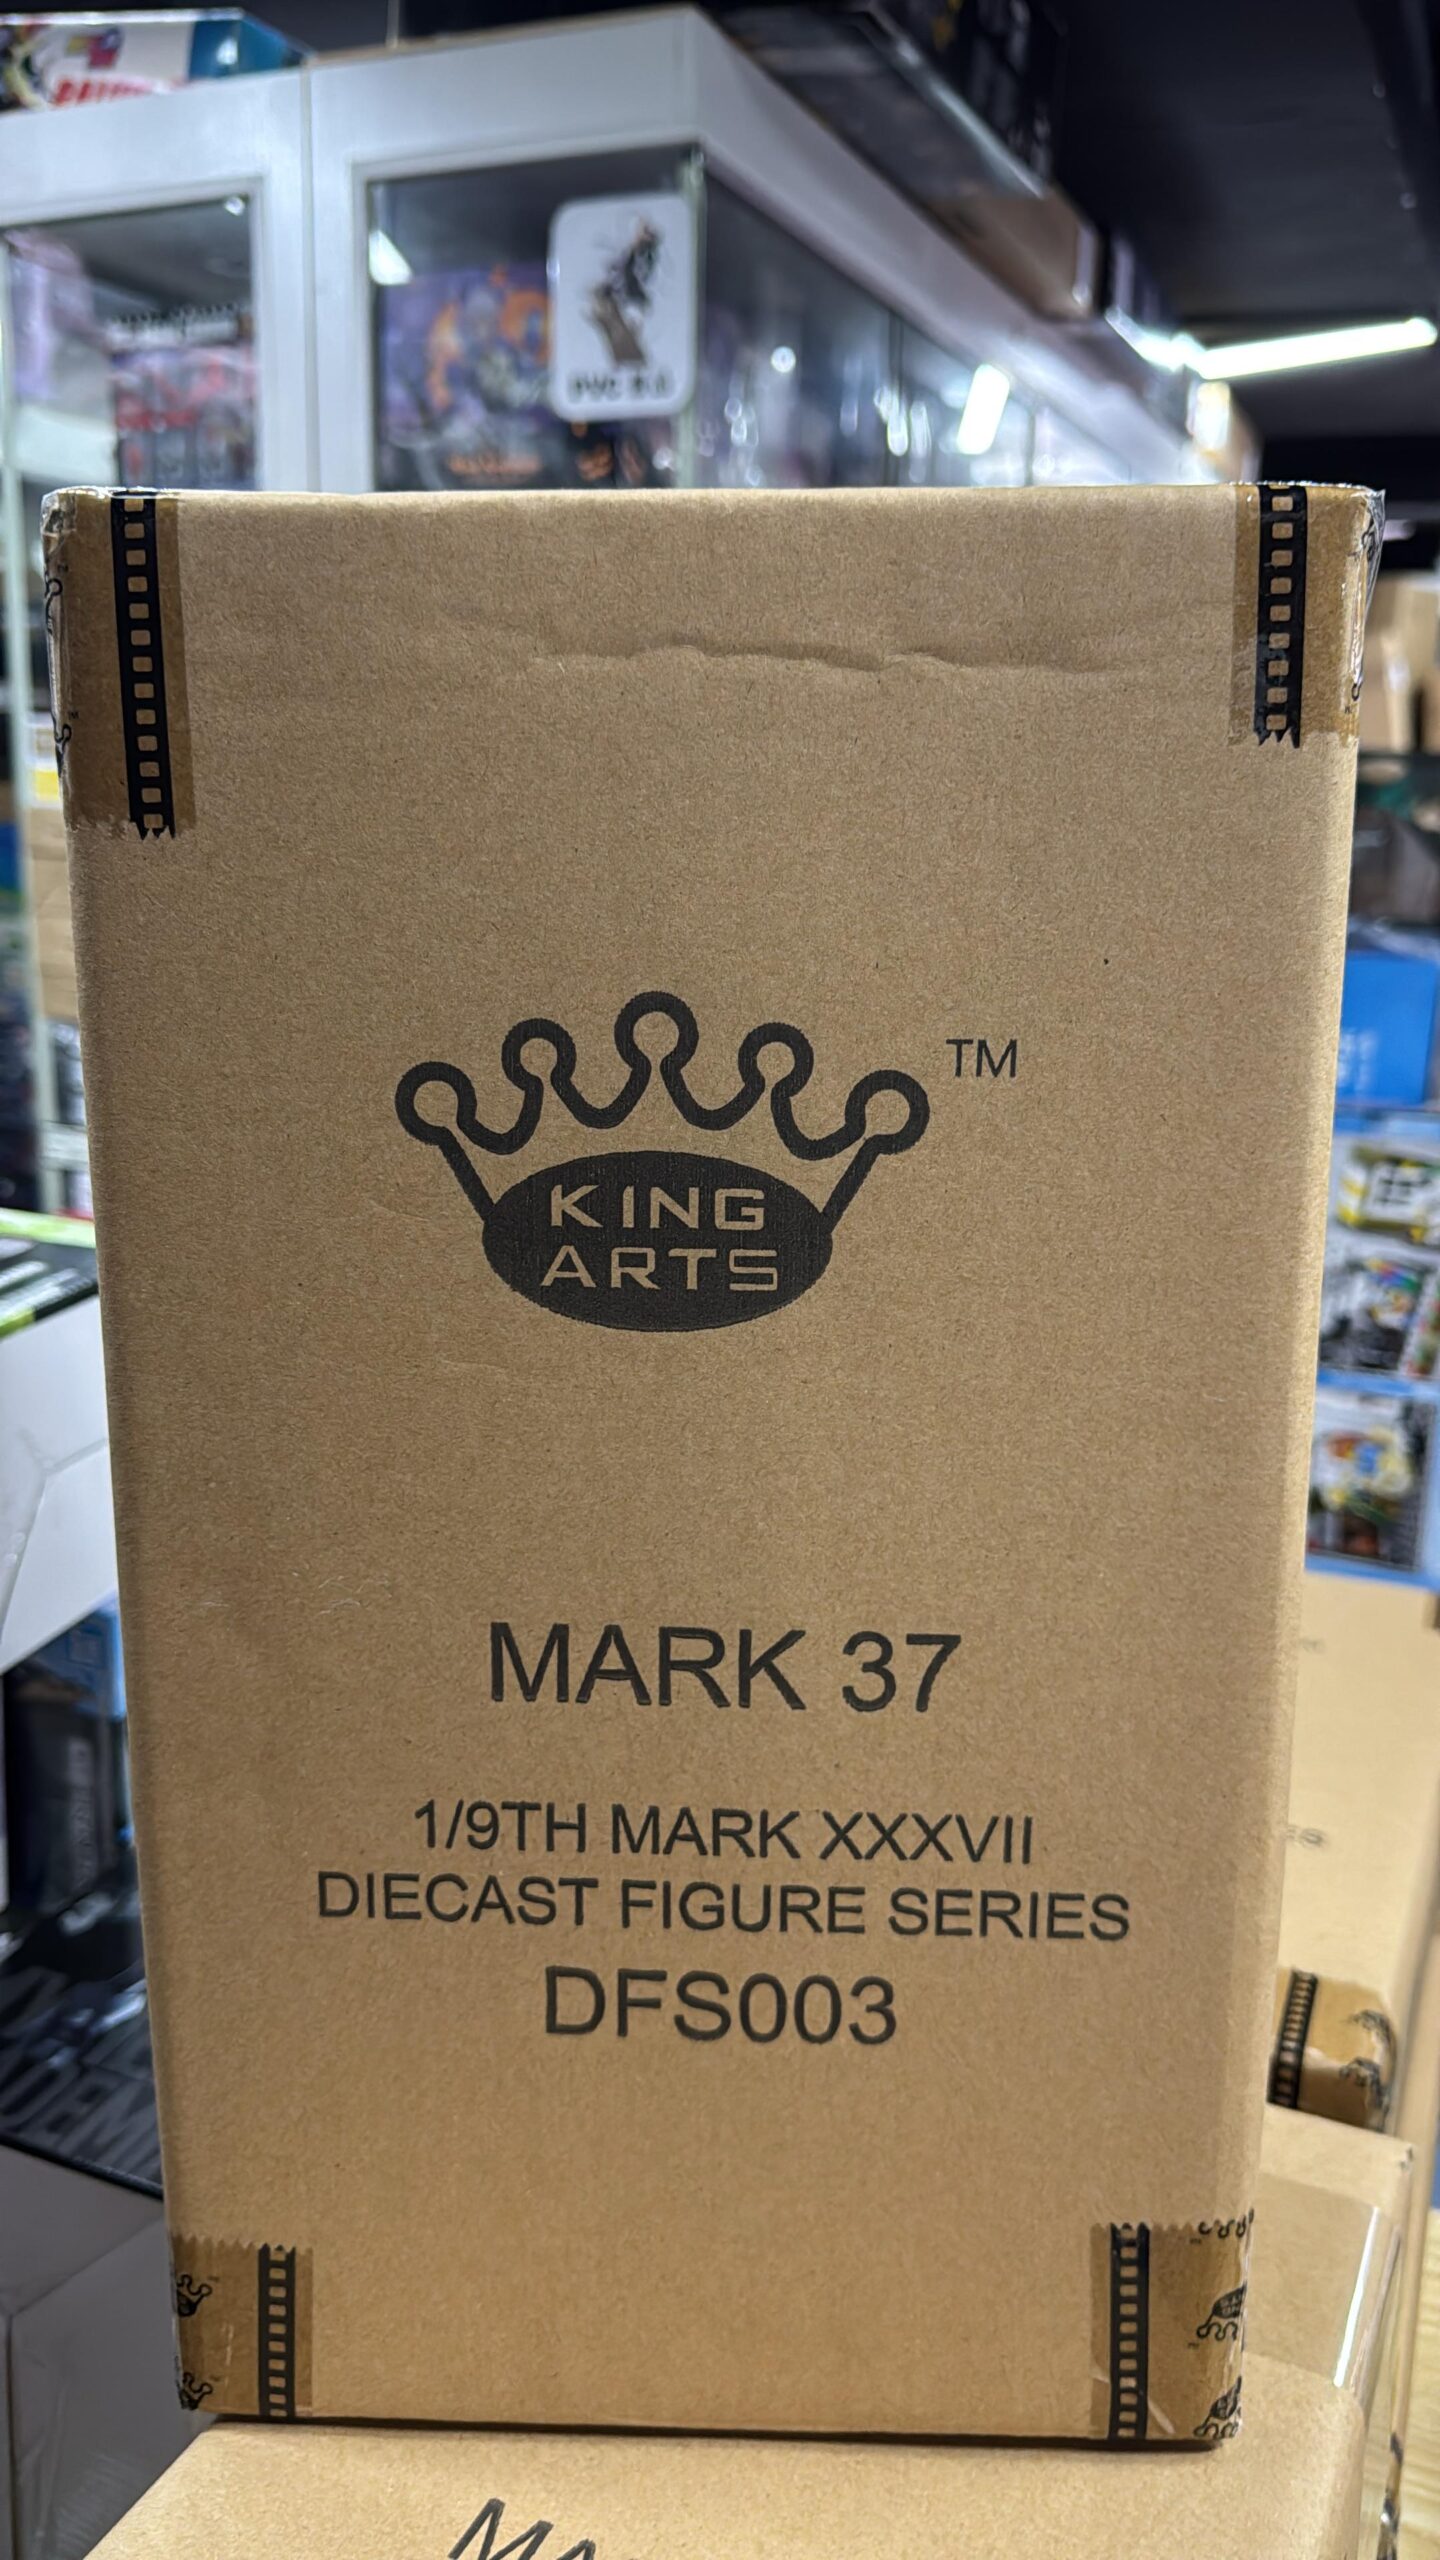 TM
KING
ARTS
MARK 37
1/9TH MARK XXXVII
DIECAST FIGURE SERIES
DFS003